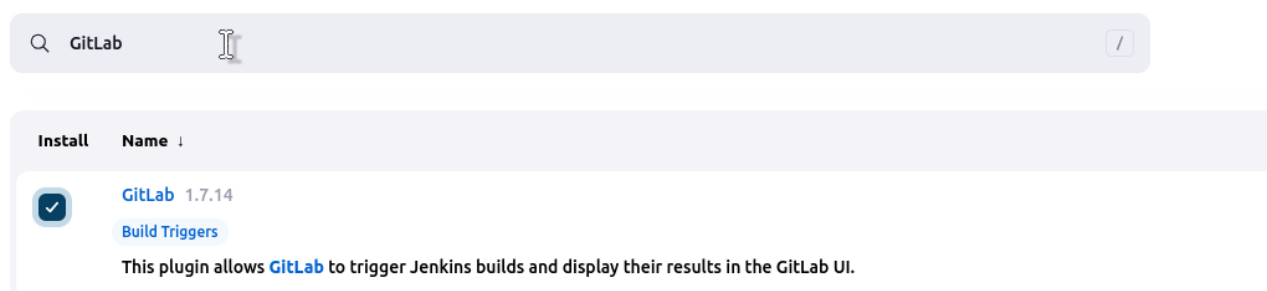 GitLab /
Install Name ↓
GitLab 1.7.14
Build Triggers
This plugin allows GitLab to trigger Jenkins builds and display their results in the GitLab UI.